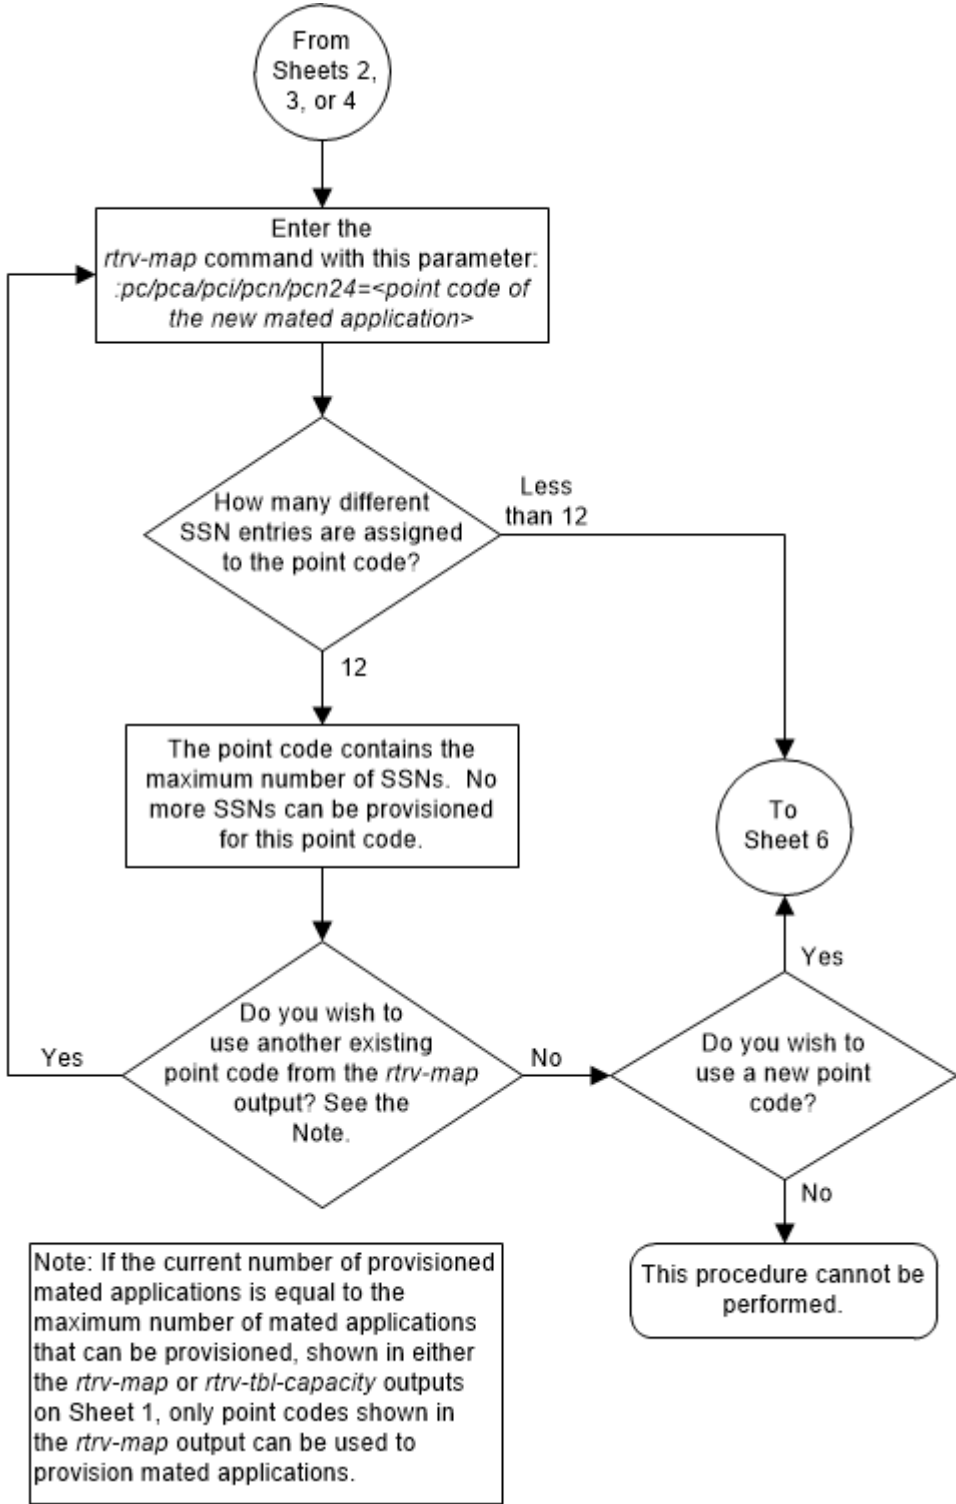 From
Sheets 2,
3, or 4
Enter the
rtrv-map command with this parameter:
:pc/pca/pci/pcn/pcn24=<point code of
the new mated application>
How many different
SSN entries are assigned
to the point code?
Less
than 12
12
The point code contains the
maximum number of SSNs. No
more SSNs can be provisioned
for this point code.
To
Sheet 6
Yes
Do you wish to
use another existing
point code from the rtrv-map
output? See the
Note.
Yes
No
Do you wish to
use a new point
code?
No
This procedure cannot be
performed.
Note: If the current number of provisioned
mated applications is equal to the
maximum number of mated applications
that can be provisioned, shown in either
the rtrv-map or rtrv-tbl-capacity outputs
on Sheet 1, only point codes shown in
the rtrv-map output can be used to
provision mated applications.